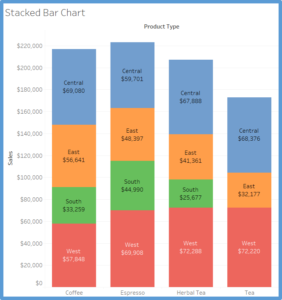 Stacked Bar Chart
Product Type
$220,000
$200,000
$180,000
$160,000
$140,000
$120,000
$100,000
$80,000
$60,000
$40,000
$20,000
$0
Sales
Central
$69,080
East
$56,641
South
$33,259
West
$57,848
Central
$59,701
East
$48,397
South
$44,990
West
$69,908
Central
$67,888
East
$41,361
South
$25,677
West
$72,288
Central
$68,376
East
$32,177
West
$72,320
Coffee
Espresso
Herbal Tea
Tea